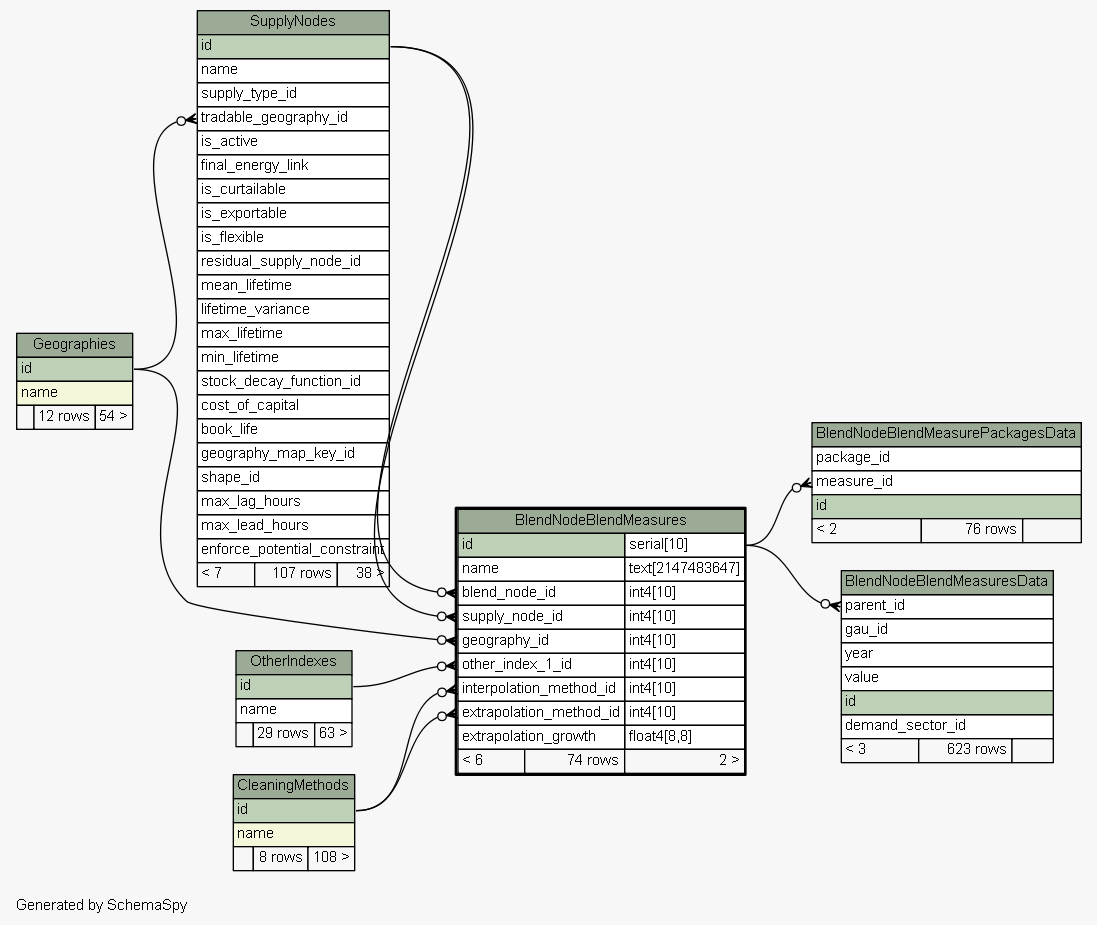 SupplyNodes
id
name
supply_type_id
tradable_geography_id
is_active
final_energy_link
is_curtailable
is_exportable
is_flexible
residual_supply_node_id
mean_lifetime
lifetime_variance
max_lifetime
min_lifetime
stock_decay_function_id
cost_of_capital
book_life
geography_map_key_id
shape_id
max_lag_hours
max_lead_hours
enforce_potential_constraint
< 7 107 rows 38 >
Geographies
id
name
12 rows 54 >
BlendNodeBlendMeasurePackagesData
package_id
measure_id
id
< 2 76 rows
BlendNodeBlendMeasures
id serial[10]
name text[2147483647]
blend_node_id int4[10]
supply_node_id int4[10]
geography_id int4[10]
other_index_1_id int4[10]
interpolation_method_id int4[10]
extrapolation_method_id int4[10]
extrapolation_growth float4[8,8]
< 6 74 rows 2 >
BlendNodeBlendMeasuresData
parent_id
gau_id
year
value
id
demand_sector_id
< 3 623 rows
OtherIndexes
id
name
29 rows 63 >
CleaningMethods
id
name
8 rows 108 >
Generated by SchemaSpy